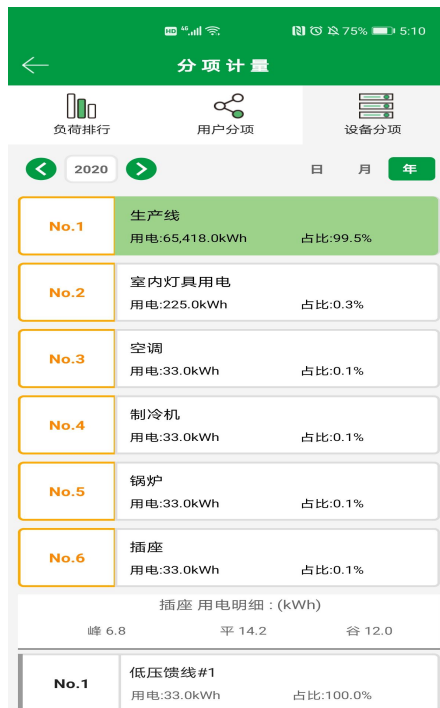 HD 46 75% 5:10
分项计量
负荷排行 用户分项 设备分项
2020 日 月 年
No.1 生产线
用电:65,418.0kWh 占比:99.5%
No.2 室内灯具用电
用电:225.0kWh 占比:0.3%
No.3 空调
用电:33.0kWh 占比:0.1%
No.4 制冷机
用电:33.0kWh 占比:0.1%
No.5 锅炉
用电:33.0kWh 占比:0.1%
No.6 插座
用电:33.0kWh 占比:0.1%
插座 用电明细 : (kWh)
峰 6.8 平 14.2 谷 12.0
No.1 低压馈线#1
用电:33.0kWh 占比:100.0%